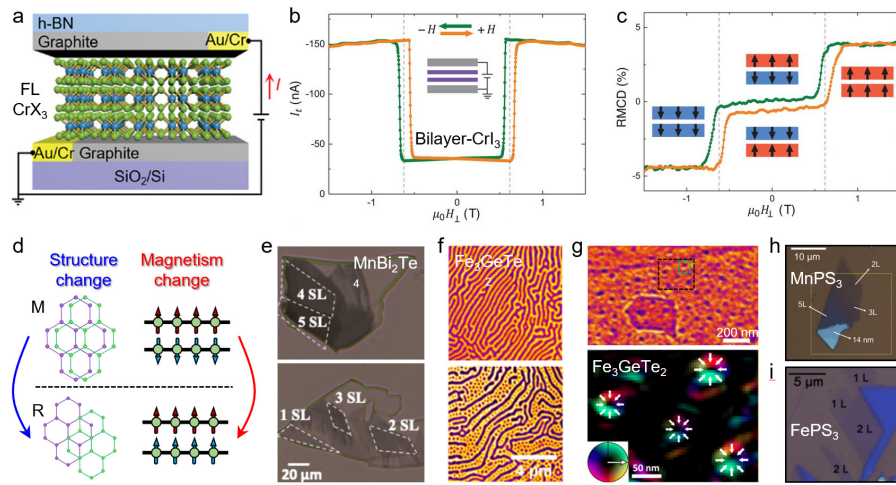 a
h-BN
Graphite
Au/Cr
FL
CrX3
I
Au/Cr
Graphite
SiO2/Si
b
− H + H
Bilayer-CrI3
It (nA)
-150
-100
-50
0
-1 0 1
μ0H⊥ (T)
c
RMCD (%)
5
0
-5
-1 0 1
μ0H⊥ (T)
d
Structure change
Magnetism change
M
R
e
MnBi2Te
4
4 SL
5 SL
1 SL
3 SL
2 SL
20 μm
f
Fe3GeTe
2
4 μm
g
200 nm
Fe3GeTe2
50 nm
h
10 μm
MnPS3
2L
5L
3L
14 nm
i
5 μm
1 L
1 L
FePS3
2 L
2 L